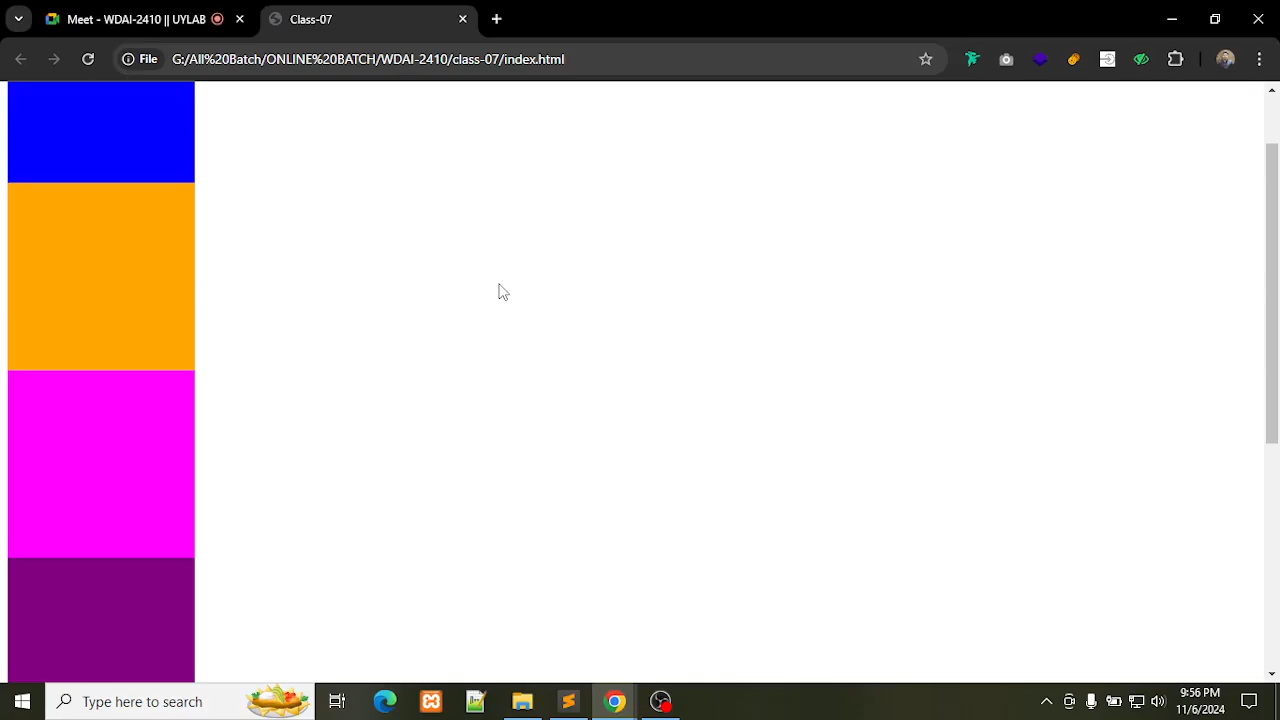 Meet - WDAI-2410 || UYLAB
Class-07
File
G:/All%20Batch/ONLINE%20BATCH/WDAI-2410/class-07/index.html
Type here to search
9:56 PM
11/6/2024